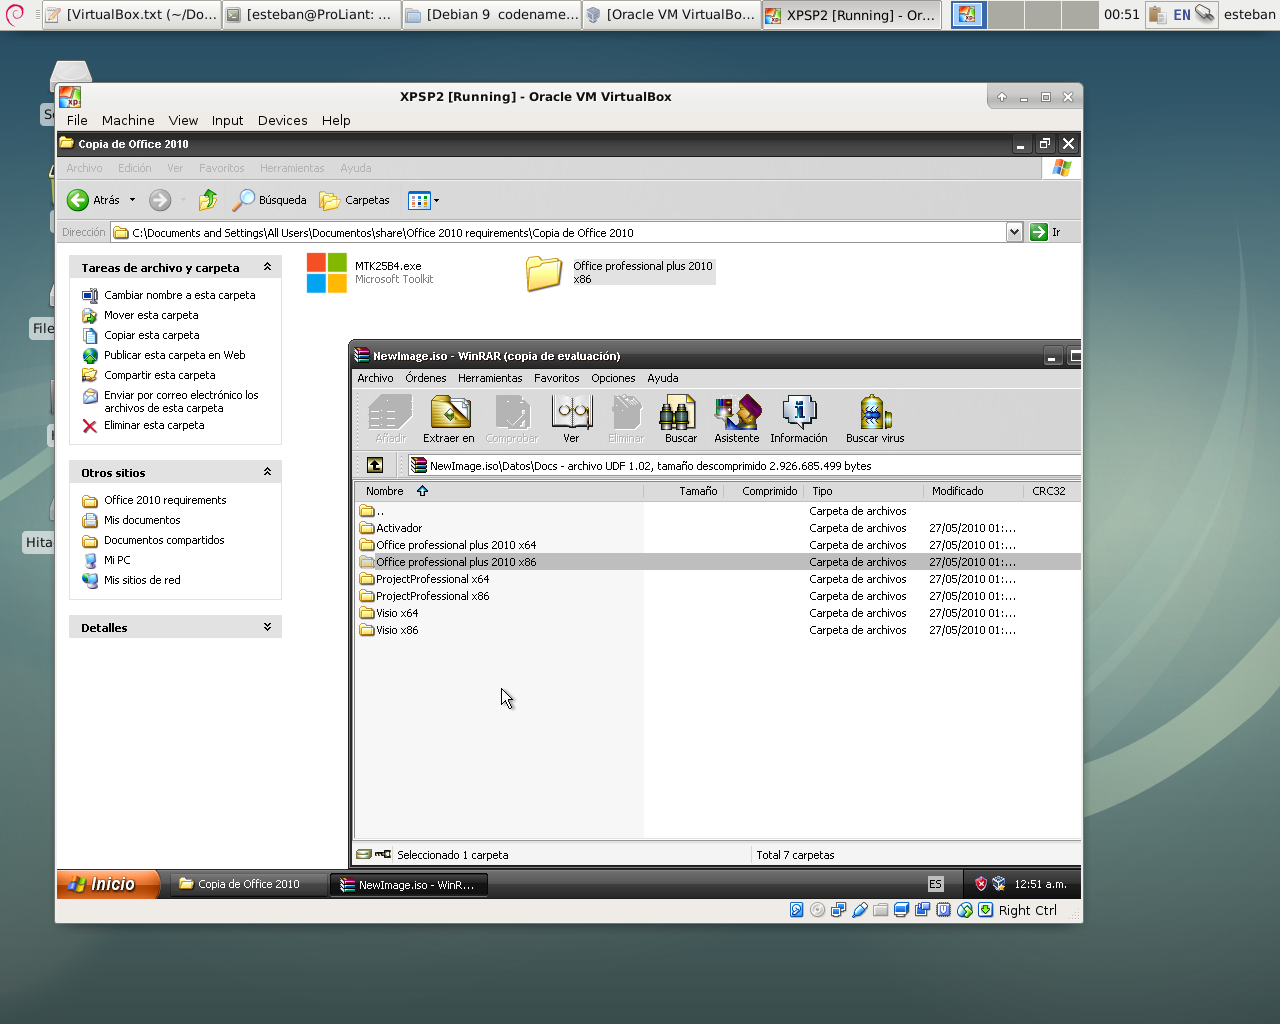 [VirtualBox.txt (~/Do...
[esteban@ProLiant: ...
[Debian 9 codename...
[Oracle VM VirtualBo...
XPSP2 [Running] - Or...
00:51
EN
esteban
XPSP2 [Running] - Oracle VM VirtualBox
File Machine View Input Devices Help
Copia de Office 2010
Archivo Edición Ver Favoritos Herramientas Ayuda
Atrás Búsqueda Carpetas
Dirección C:\Documents and Settings\All Users\Documentos\share\Office 2010 requirements\Copia de Office 2010 Ir
Tareas de archivo y carpeta
Cambiar nombre a esta carpeta
Mover esta carpeta
Copiar esta carpeta
Publicar esta carpeta en Web
Compartir esta carpeta
Enviar por correo electrónico los
archivos de esta carpeta
Eliminar esta carpeta
Otros sitios
Office 2010 requirements
Mis documentos
Documentos compartidos
Mi PC
Mis sitios de red
Detalles
MTK25B4.exe
Microsoft Toolkit
Office professional plus 2010
x86
NewImage.iso - WinRAR (copia de evaluación)
Archivo Órdenes Herramientas Favoritos Opciones Ayuda
Añadir Extraer en Comprobar Ver Eliminar Buscar Asistente Información Buscar virus
NewImage.iso\Datos\Docs - archivo UDF 1.02, tamaño descomprimido 2.926.685.499 bytes
Nombre Tamaño Comprimido Tipo Modificado CRC32
.. Carpeta de archivos
Activador Carpeta de archivos 27/05/2010 01:...
Office professional plus 2010 x64 Carpeta de archivos 27/05/2010 01:...
Office professional plus 2010 x86 Carpeta de archivos 27/05/2010 01:...
ProjectProfessional x64 Carpeta de archivos 27/05/2010 01:...
ProjectProfessional x86 Carpeta de archivos 27/05/2010 01:...
Visio x64 Carpeta de archivos 27/05/2010 01:...
Visio x86 Carpeta de archivos 27/05/2010 01:...
Seleccionado 1 carpeta Total 7 carpetas
Inicio Copia de Office 2010 NewImage.iso - WinR... ES 12:51 a.m.
Right Ctrl
File
Hita